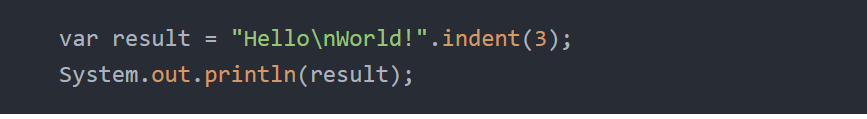 var result = "Hello\nWorld!".indent(3);
System.out.println(result);